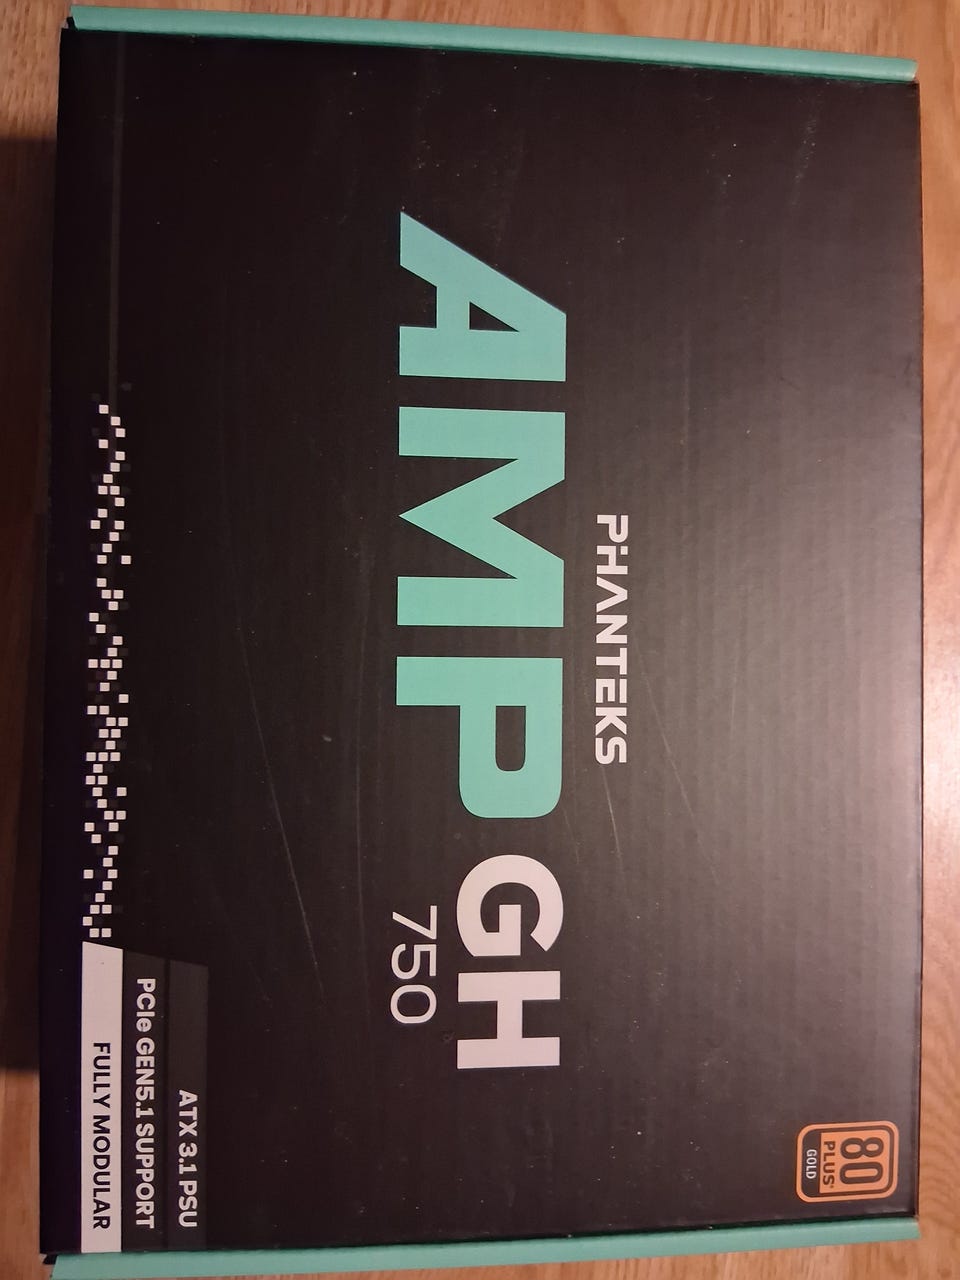 PHANTEKS
AMP GH
750
80
PLUS®
GOLD
ATX 3.1 PSU
PCIe GEN5.1 SUPPORT
FULLY MODULAR